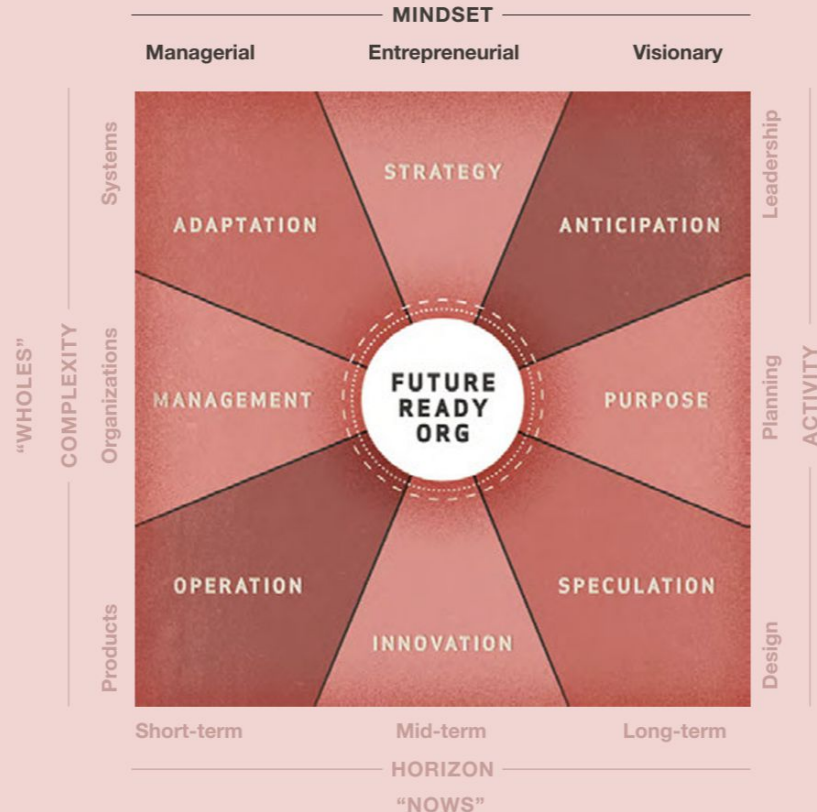 MINDSET
Managerial Entrepreneurial Visionary
Systems
Organizations
Products
COMPLEXITY
"WHOLES"
Leadership
Planning
Design
ACTIVITY
STRATEGY
ADAPTATION
ANTICIPATION
MANAGEMENT
FUTURE
READY
ORG
PURPOSE
OPERATION
SPECULATION
INNOVATION
Short-term Mid-term Long-term
HORIZON
"NOWS"